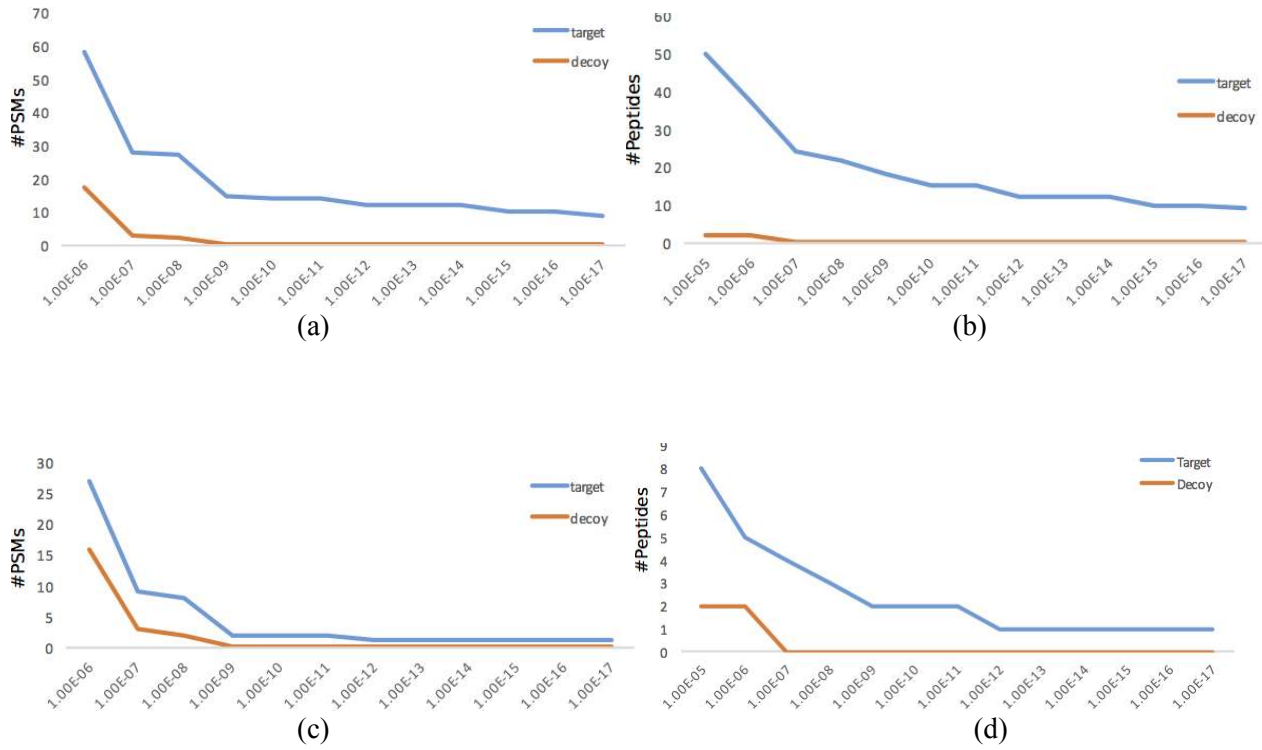 70
60
50
40
30
20
10
0
#PSMs
target
decoy
1.00E-06
1.00E-07
1.00E-08
1.00E-09
1.00E-10
1.00E-11
1.00E-12
1.00E-13
1.00E-14
1.00E-15
1.00E-16
1.00E-17
(a)
60
50
40
30
20
10
0
#Peptides
target
decoy
1.00E-05
1.00E-06
1.00E-07
1.00E-08
1.00E-09
1.00E-10
1.00E-11
1.00E-12
1.00E-13
1.00E-14
1.00E-15
1.00E-16
1.00E-17
(b)
30
25
20
15
10
5
0
#PSMs
target
decoy
1.00E-06
1.00E-07
1.00E-08
1.00E-09
1.00E-10
1.00E-11
1.00E-12
1.00E-13
1.00E-14
1.00E-15
1.00E-16
1.00E-17
(c)
9
8
7
6
5
4
3
2
1
0
#Peptides
Target
Decoy
1.00E-05
1.00E-06
1.00E-07
1.00E-08
1.00E-09
1.00E-10
1.00E-11
1.00E-12
1.00E-13
1.00E-14
1.00E-15
1.00E-16
1.00E-17
(d)